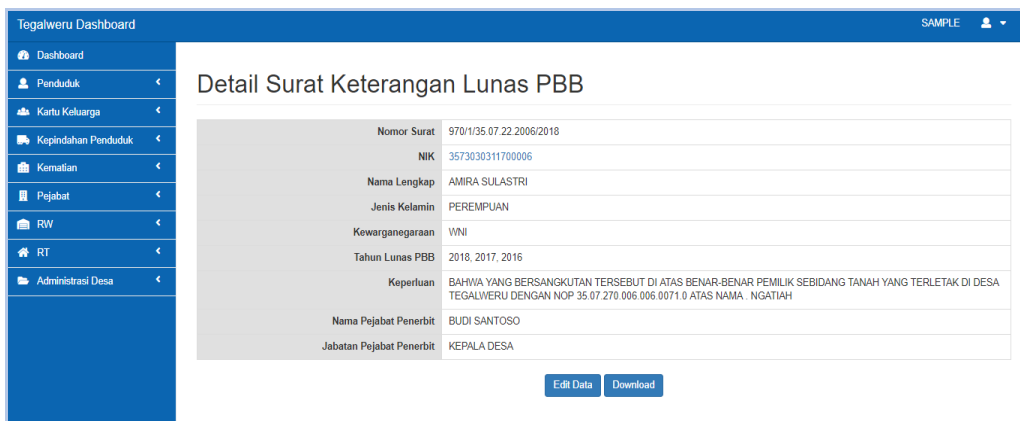 Tegalweru Dashboard
SAMPLE
Dashboard
Penduduk
Kartu Keluarga
Kepindahan Penduduk
Kematian
Pejabat
RW
RT
Administrasi Desa
Detail Surat Keterangan Lunas PBB
Nomor Surat 970/1/35.07.22.2006/2018
NIK 3573030311700006
Nama Lengkap AMIRA SULASTRI
Jenis Kelamin PEREMPUAN
Kewarganegaraan WNI
Tahun Lunas PBB 2018, 2017, 2016
Keperluan BAHWA YANG BERSANGKUTAN TERSEBUT DI ATAS BENAR-BENAR PEMILIK SEBIDANG TANAH YANG TERLETAK DI DESA
TEGALWERU DENGAN NOP 35.07.270.006.006.0071.0 ATAS NAMA . NGATIAH
Nama Pejabat Penerbit BUDI SANTOSO
Jabatan Pejabat Penerbit KEPALA DESA
Edit Data Download